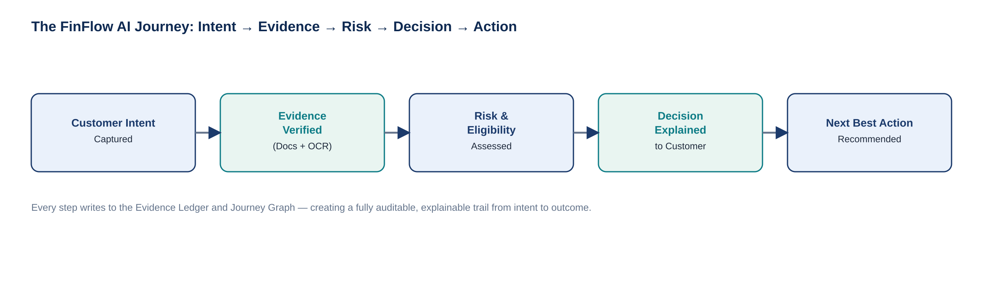 The FinFlow AI Journey: Intent → Evidence → Risk → Decision → Action
Customer Intent
Captured
Evidence
Verified
(Docs + OCR)
Risk &
Eligibility
Assessed
Decision
Explained
to Customer
Next Best Action
Recommended
Every step writes to the Evidence Ledger and Journey Graph — creating a fully auditable, explainable trail from intent to outcome.